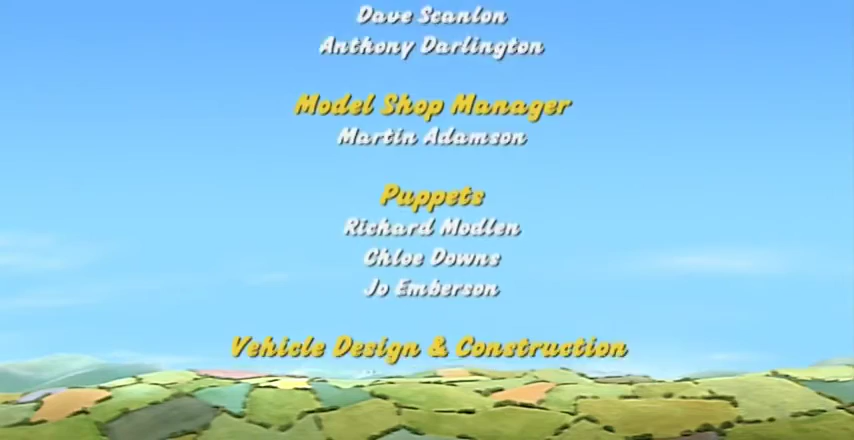 Dave Scanlon
Anthony Darlington
Model Shop Manager
Martin Adamson
Puppets
Richard Modlen
Chloe Downs
Jo Emberson
Vehicle Design & Construction